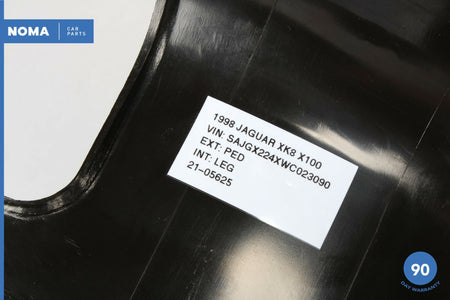 NOMA
CAR
PARTS
1998 JAGUAR XK8 X100
VIN: SAJGX224XWC023090
EXT: PED
INT: LEG
21-05625
90
DAY WARRANTY